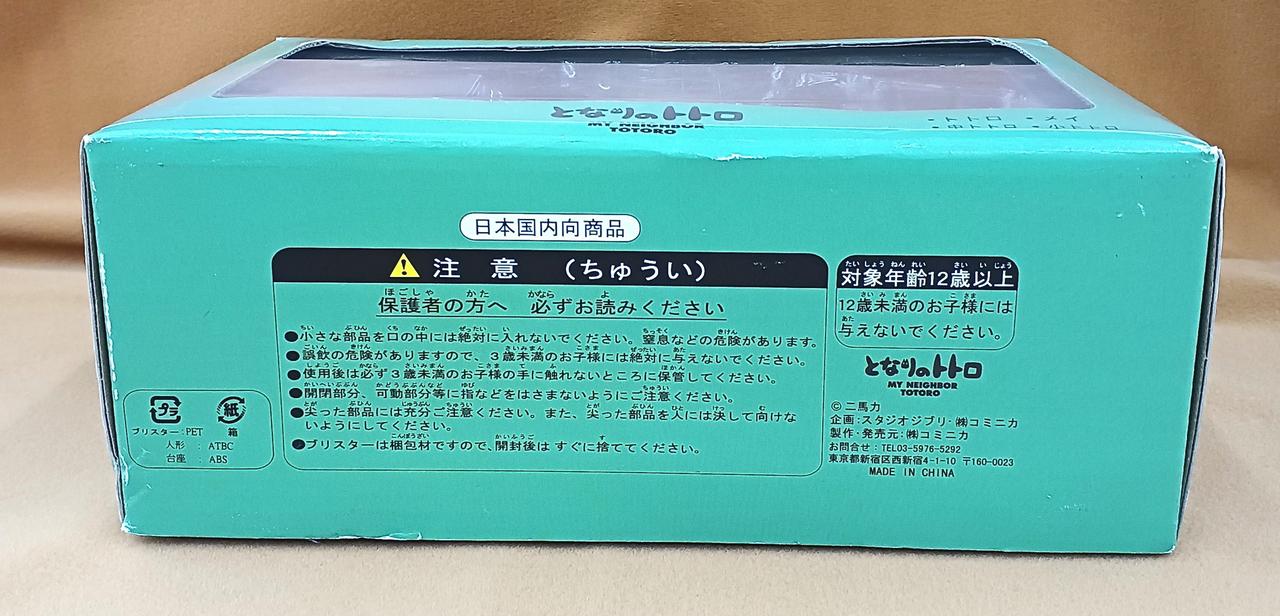 となりのトトロ
MY NEIGHBOR
TOTORO
・トトロ ・メイ
・中トトロ ・小トトロ
日本国内向商品
注 意 (ちゅうい)
保護者の方へ 必ずお読みください
●小さな部品を口の中には絶対に入れないでください。窒息などの危険があります。
●誤飲の危険がありますので、3歳未満のお子様には絶対に与えないでください。
●使用後は必ず3歳未満のお子様の手に触れないところに保管してください。
●開閉部分、可動部分等に指などをはさまないようにご注意ください。
●尖った部品には充分ご注意ください。また、尖った部品を人には決して向けな
いようにしてください。
●ブリスターは梱包材ですので、開封後は すぐに捨ててください。
対象年齢12歳以上
12歳未満のお子様には
与えないでください。
となりのトトロ
MY NEIGHBOR
TOTORO
© 二馬力
企画:スタジオジブリ・㈱コミニカ
製作・発売元:㈱コミニカ
お問合せ:TEL03-5976-5292
東京都新宿区西新宿4-1-10 〒160-0023
MADE IN CHINA
プラ 紙
ブリスター:PET 箱
人形 : ATBC
台座 : ABS